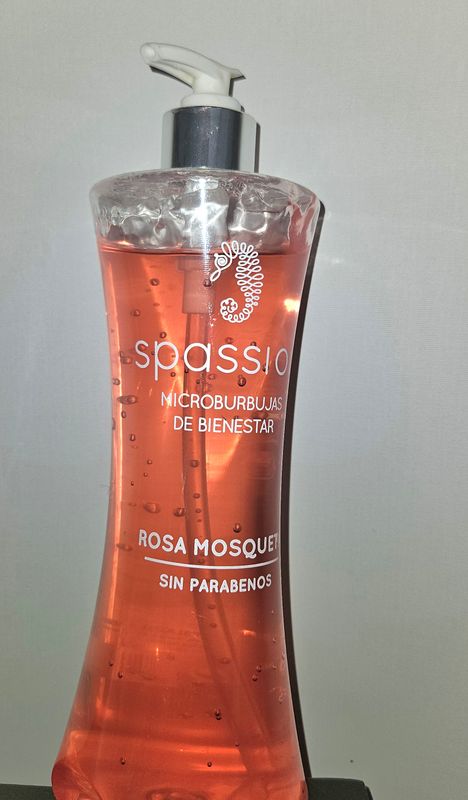 spassio
MICROBURBUJAS
DE BIENESTAR
ROSA MOSQUET
SIN PARABENOS